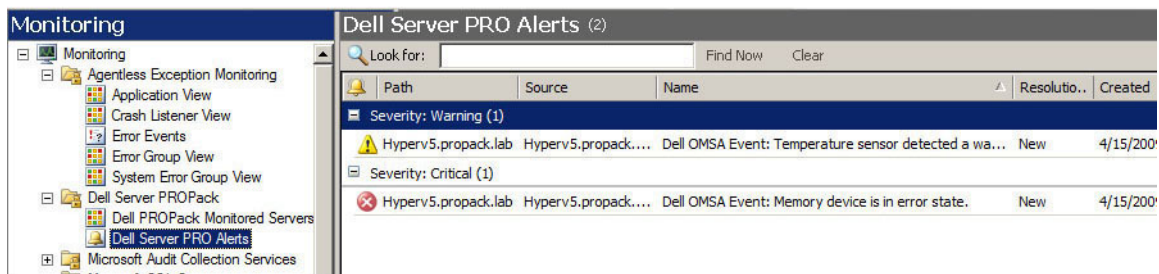 Monitoring
Monitoring
Agentless Exception Monitoring
Application View
Crash Listener View
Error Events
Error Group View
System Error Group View
Dell Server PROPack
Dell PROPack Monitored Servers
Dell Server PRO Alerts
Microsoft Audit Collection Services
Dell Server PRO Alerts (2)
Look for: Find Now Clear
Path Source Name Resolutio.. Created
Severity: Warning (1)
Hyperv5.propack.lab Hyperv5.propack.... Dell OMSA Event: Temperature sensor detected a wa... New 4/15/2009
Severity: Critical (1)
Hyperv5.propack.lab Hyperv5.propack.... Dell OMSA Event: Memory device is in error state. New 4/15/2009